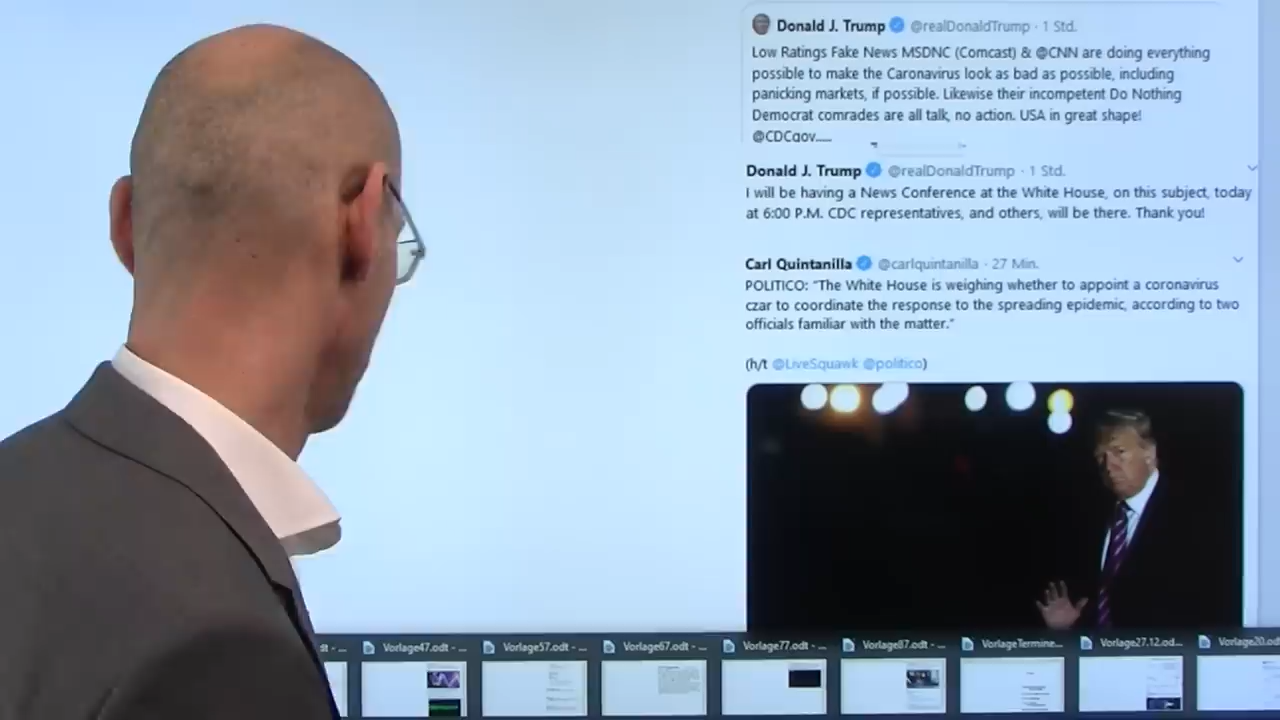 Donald J. Trump @realDonaldTrump · 1 Std.
Low Ratings Fake News MSDNC (Comcast) & @CNN are doing everything
possible to make the Caronavirus look as bad as possible, including
panicking markets, if possible. Likewise their incompetent Do Nothing
Democrat comrades are all talk, no action. USA in great shape!
@CDCgov.....
Donald J. Trump @realDonaldTrump · 1 Std.
I will be having a News Conference at the White House, on this subject, today
at 6:00 P.M. CDC representatives, and others, will be there. Thank you!
Carl Quintanilla @carlquintanilla · 27 Min.
POLITICO: "The White House is weighing whether to appoint a coronavirus
czar to coordinate the response to the spreading epidemic, according to two
officials familiar with the matter."
(h/t @LiveSquawk @politico)
Vorlage47.odt - ... Vorlage57.odt - ... Vorlage67.odt - ... Vorlage77.odt - ... Vorlage87.odt - ... VorlageTermine... Vorlage27.12.od...